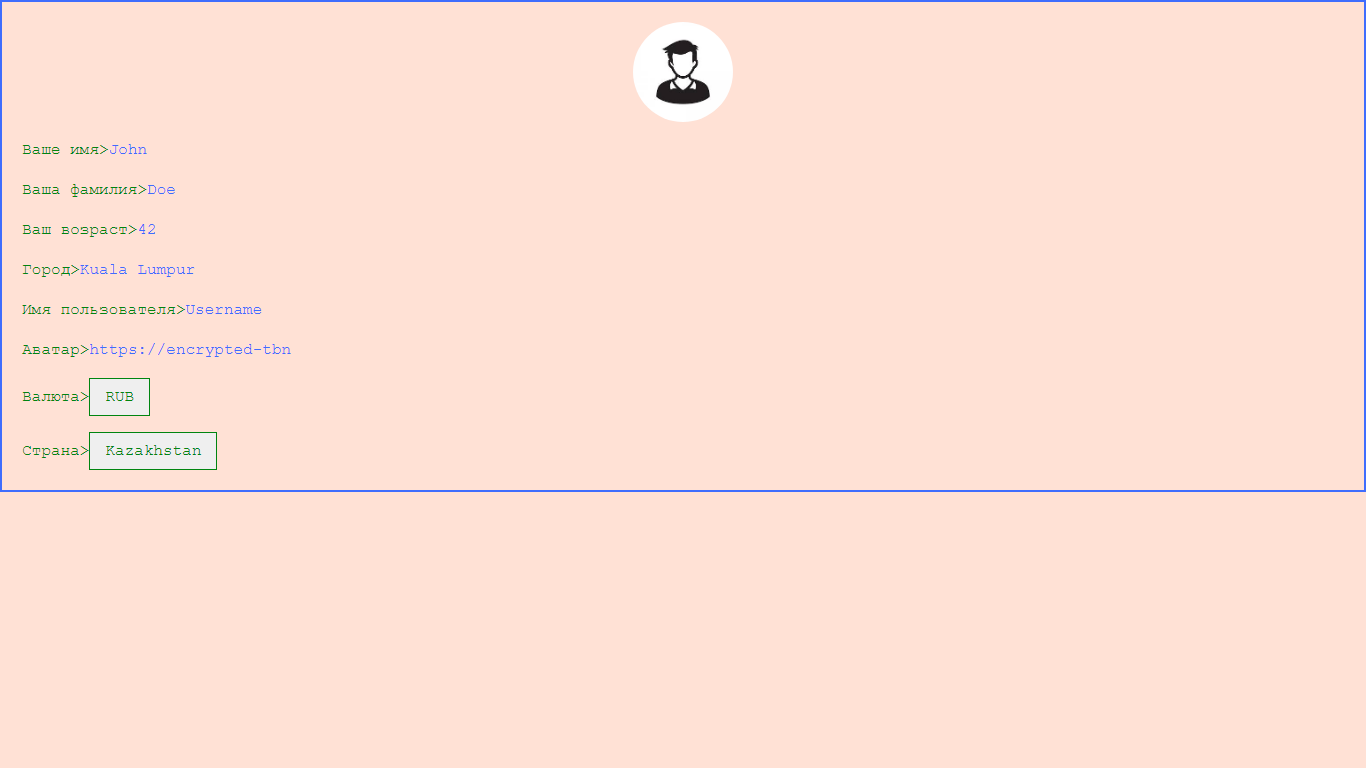 Ваше имя>John
Ваша фамилия>Doe
Ваш возраст>42
Город>Kuala Lumpur
Имя пользователя>Username
Аватар>https://encrypted-tbn
Валюта> RUB
Страна> Kazakhstan